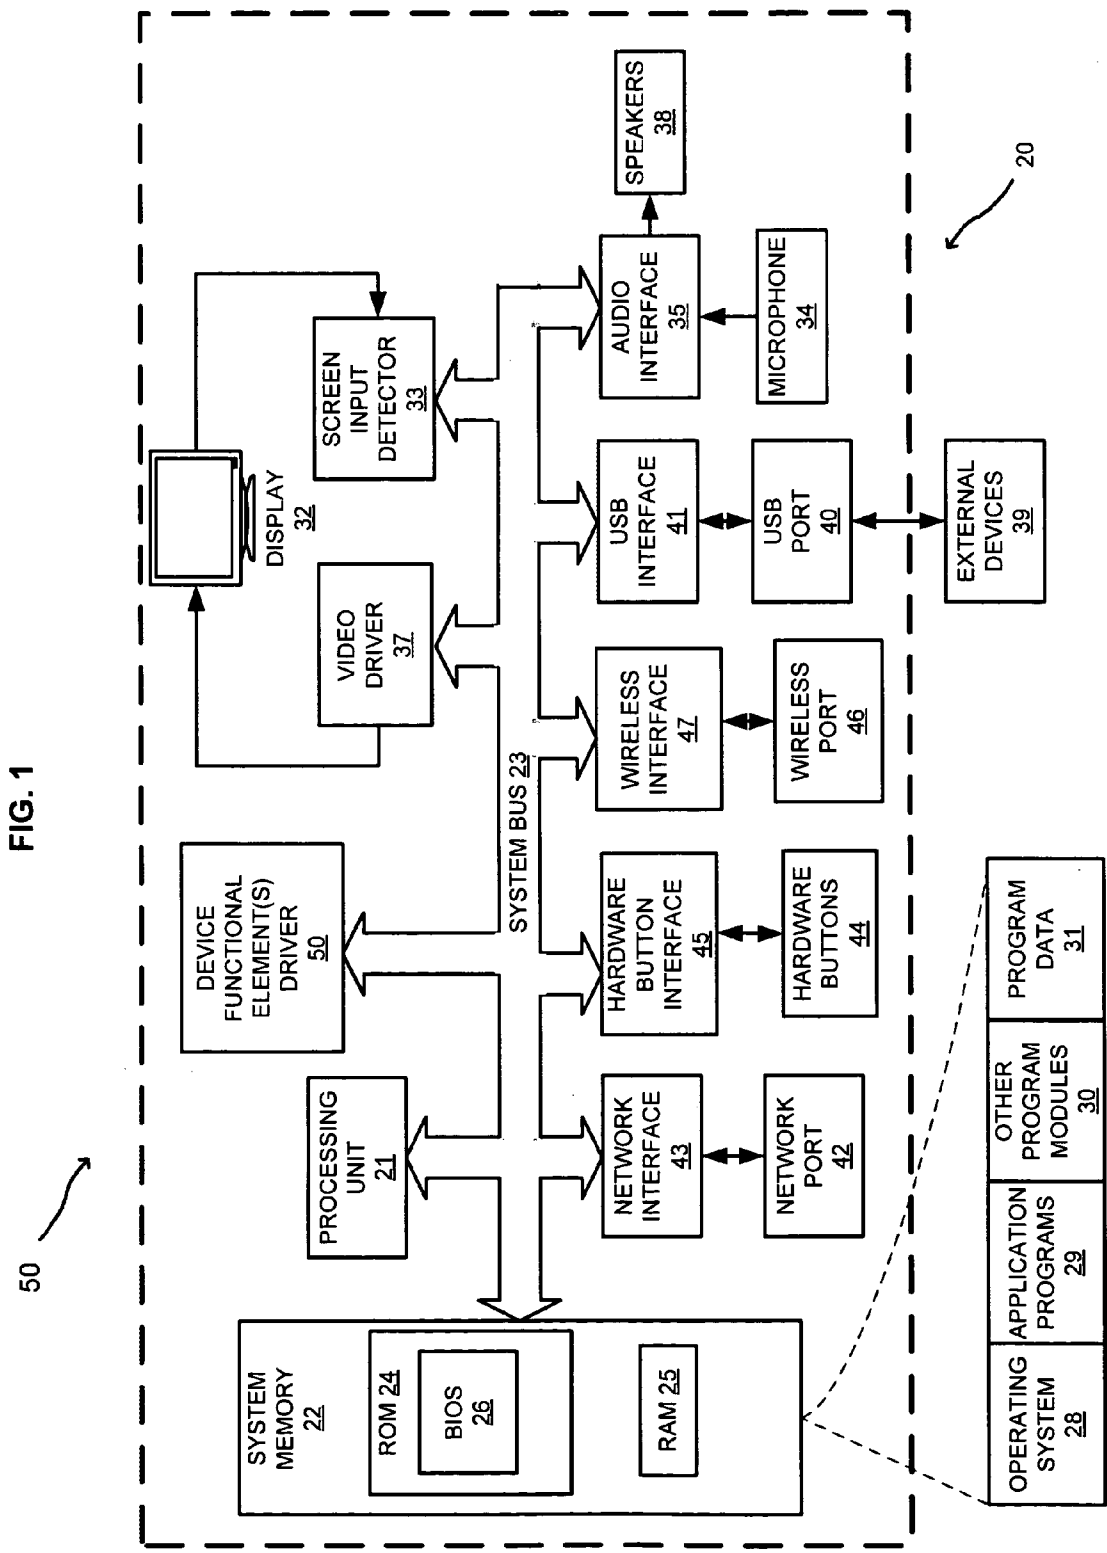 FIG. 1
50
20
SYSTEM
MEMORY
22
ROM 24
BIOS
26
RAM 25
PROCESSING
UNIT
21
DEVICE
FUNCTIONAL
ELEMENT(S)
DRIVER
50
VIDEO
DRIVER
37
DISPLAY
32
SCREEN
INPUT
DETECTOR
33
SYSTEM BUS 23
NETWORK
INTERFACE
43
HARDWARE
BUTTON
INTERFACE
45
WIRELESS
INTERFACE
47
USB
INTERFACE
41
AUDIO
INTERFACE
35
SPEAKERS
38
NETWORK
PORT
42
HARDWARE
BUTTONS
44
WIRELESS
PORT
46
USB
PORT
40
MICROPHONE
34
EXTERNAL
DEVICES
39
OPERATING
SYSTEM
28
APPLICATION
PROGRAMS
29
OTHER
PROGRAM
MODULES
30
PROGRAM
DATA
31